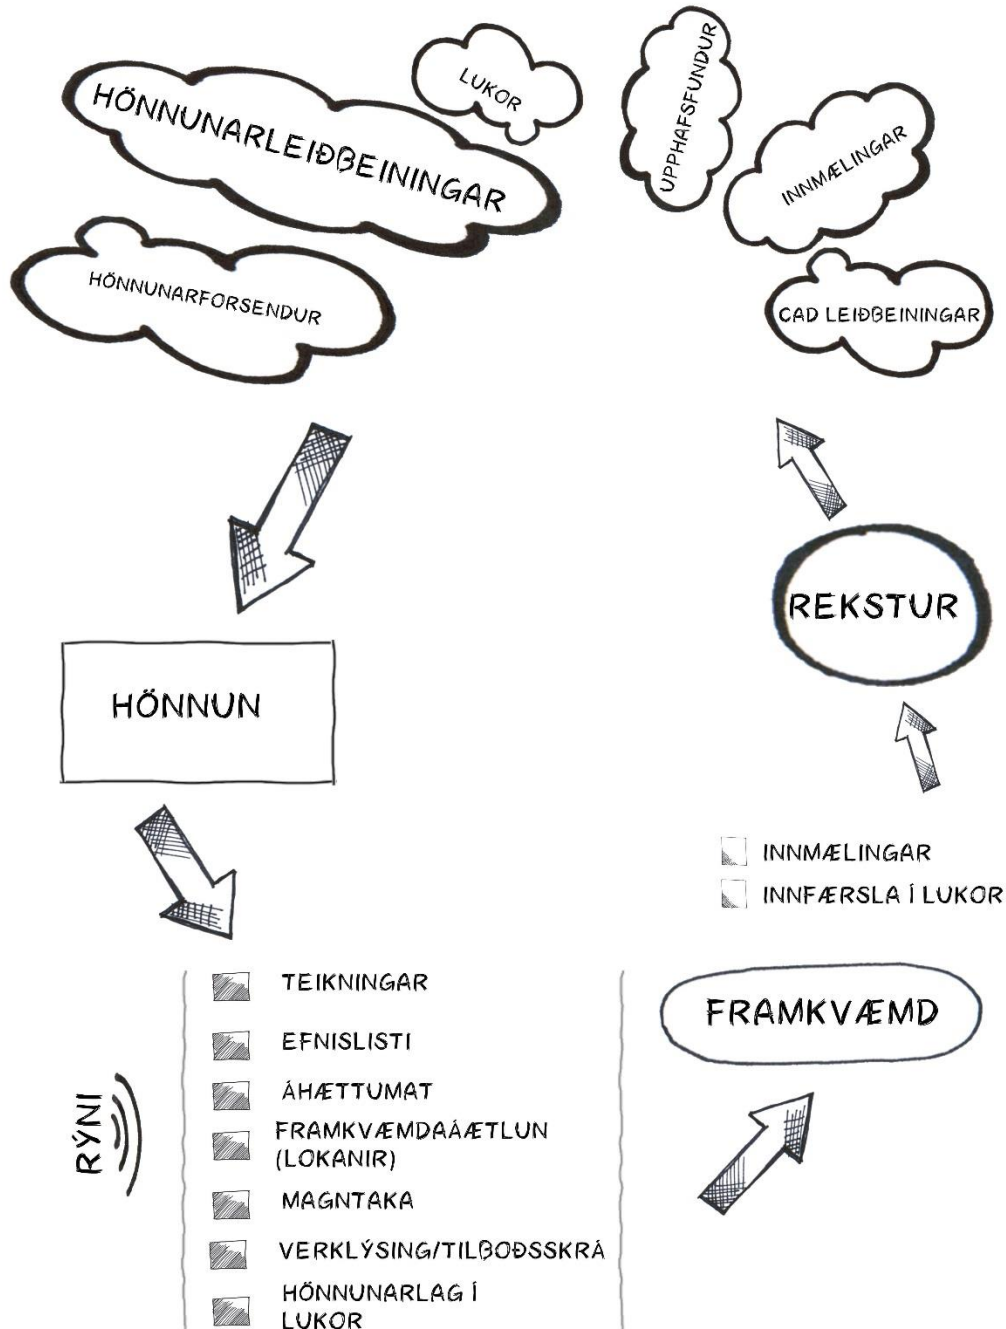 LUKOR
HÖNNUNARLEIÐBEININGAR
HÖNNUNARFORSENDUR
UPPHAFSFUNDUR
INNMÆLINGAR
CAD LEIÐBEININGAR
HÖNNUN
REKSTUR
INNMÆLINGAR
INNFÆRSLA Í LUKOR
FRAMKVÆMD
RÝNI
TEIKNINGAR
EFNISLISTI
ÁHÆTTUMAT
FRAMKVÆMDAÁÆTLUN
(LOKANIR)
MAGNTAKA
VERKLÝSING/TILBOÐSSKRÁ
HÖNNUNARLAG Í
LUKOR